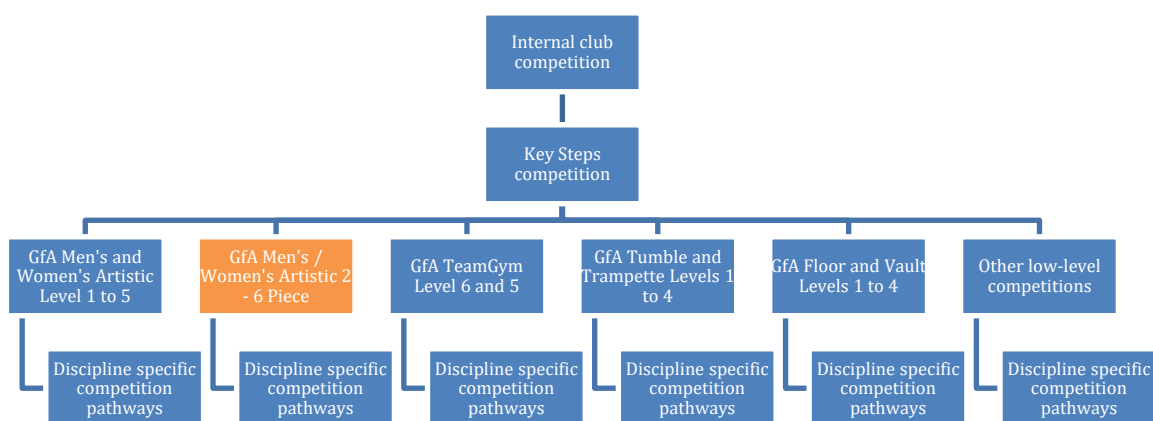 Internal club
competition
Key Steps
competition
GfA Men's and
Women's Artistic
Level 1 to 5
GfA Men's /
Women's Artistic 2
- 6 Piece
GfA TeamGym
Level 6 and 5
GfA Tumble and
Trampette Levels 1
to 4
GfA Floor and Vault
Levels 1 to 4
Other low-level
competitions
Discipline specific
competition
pathways
Discipline specific
competition
pathways
Discipline specific
competition
pathways
Discipline specific
competition
pathways
Discipline specific
competition
pathways
Discipline specific
competition
pathways